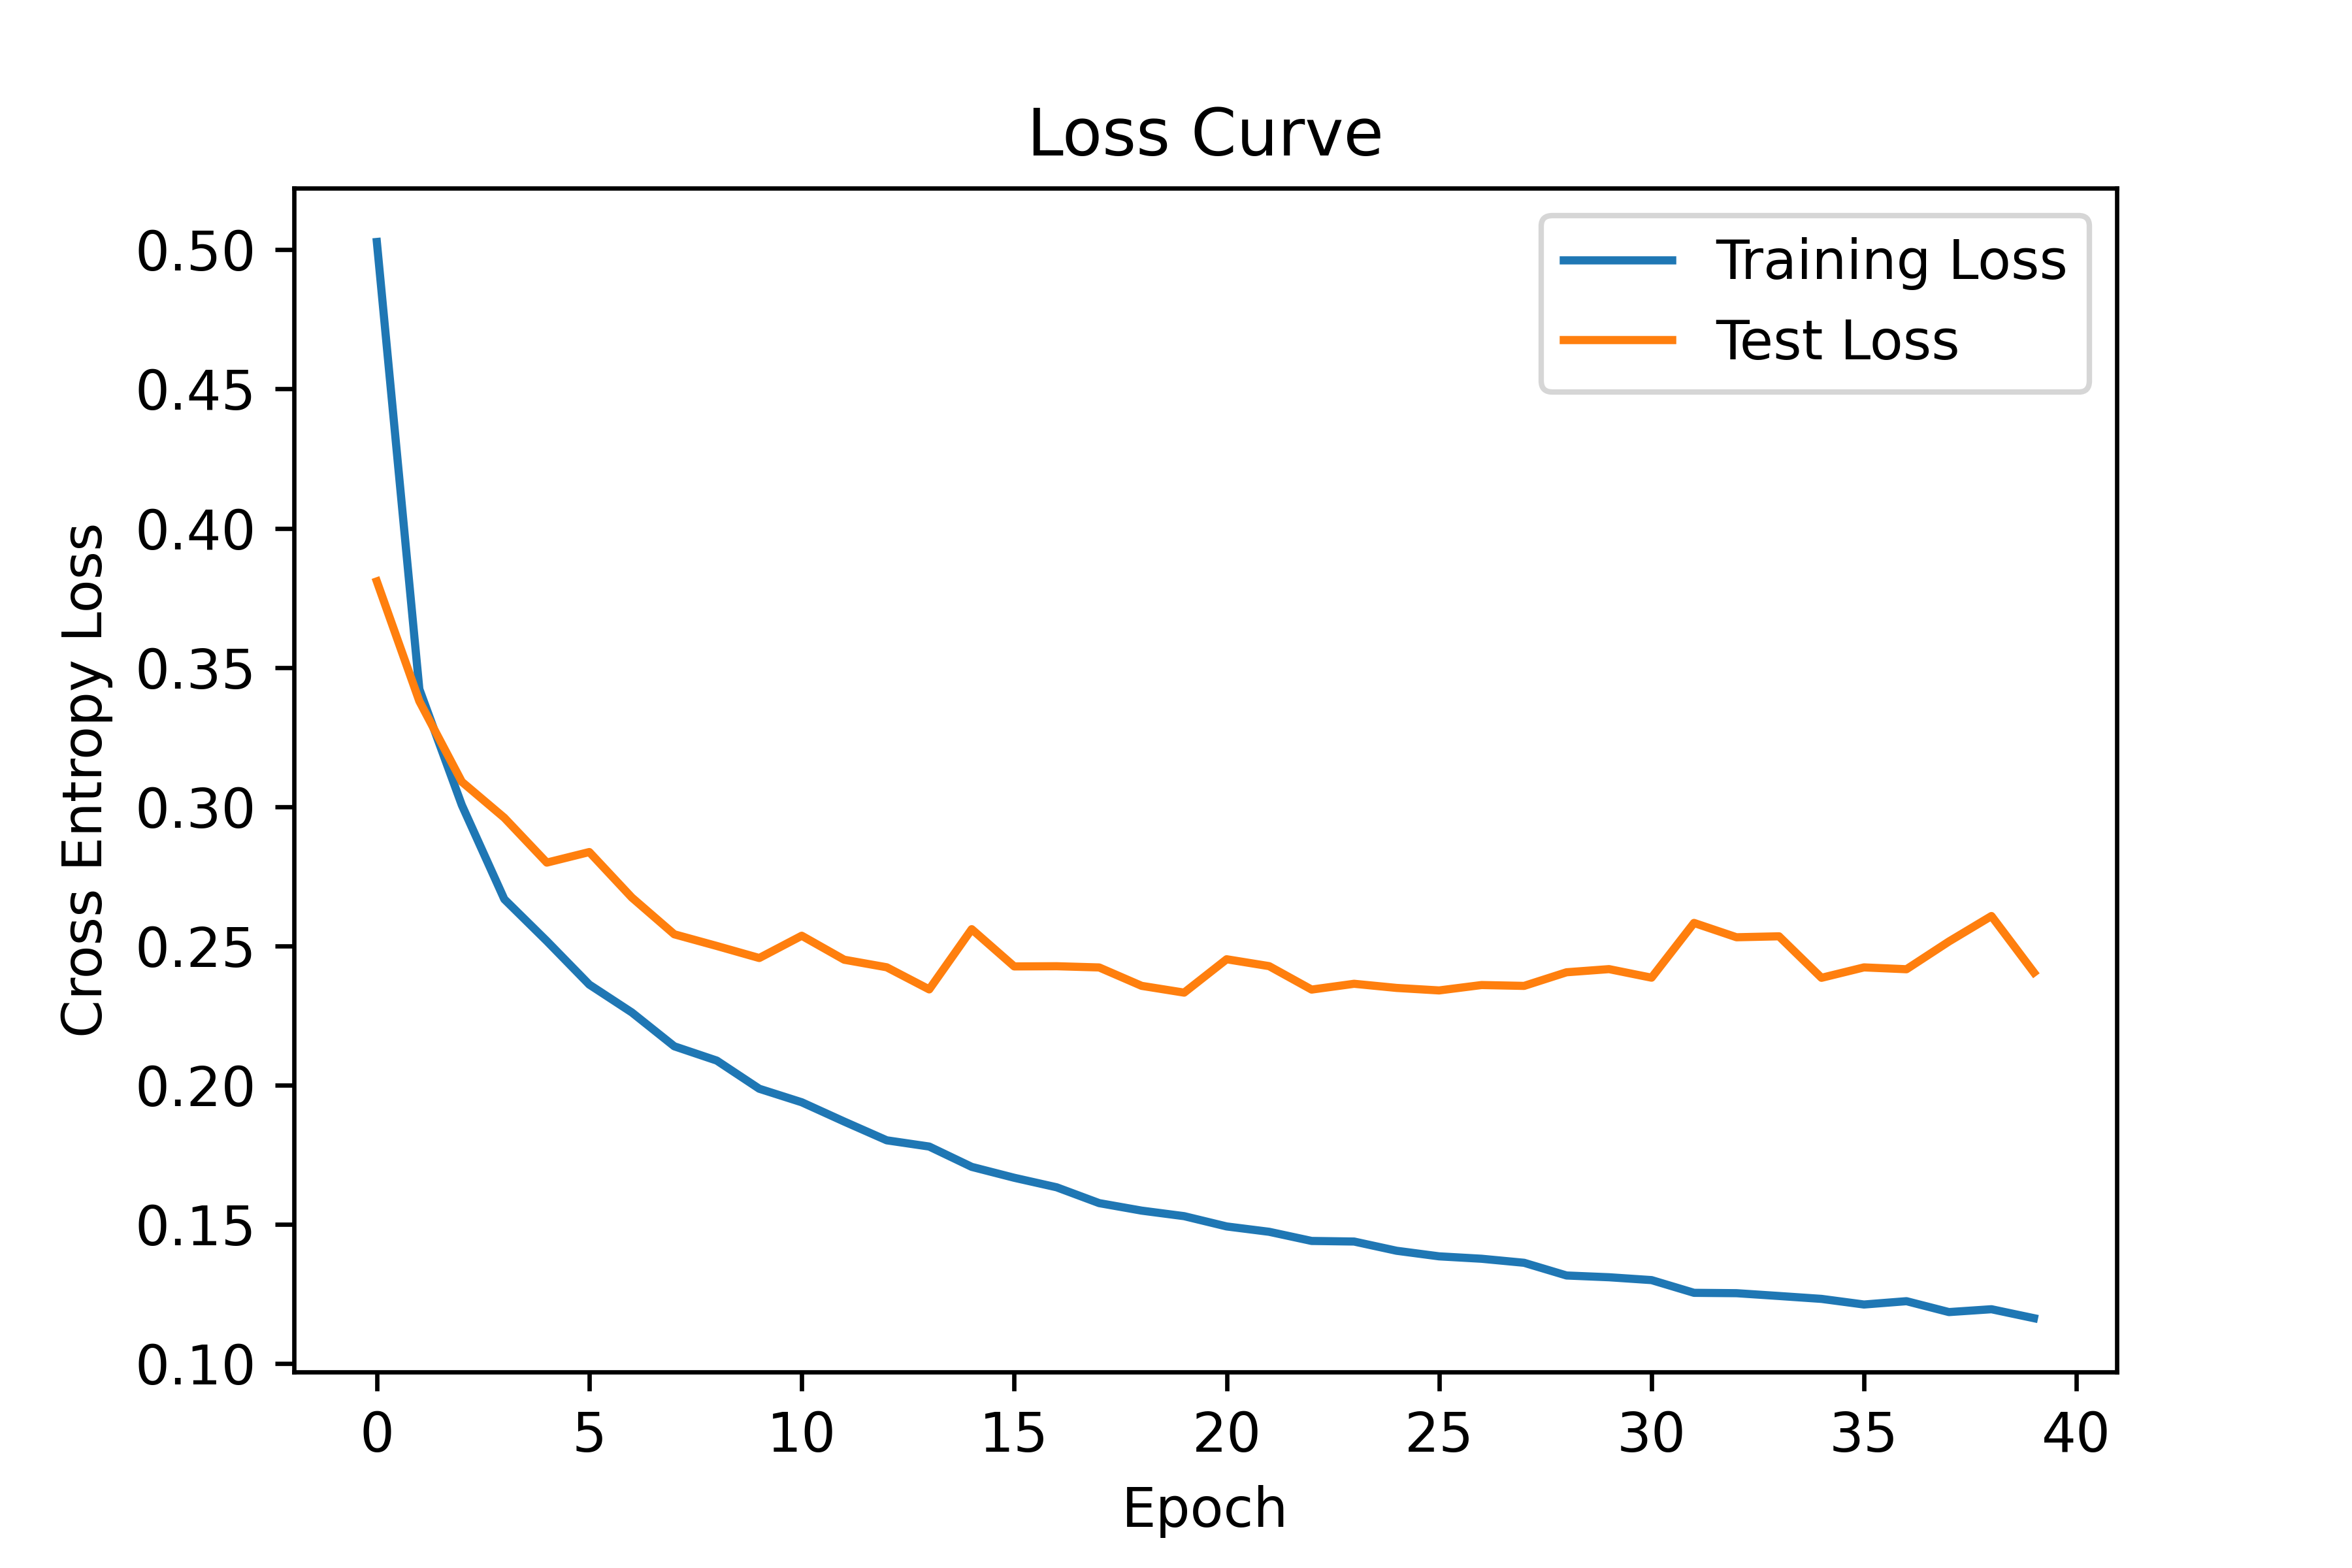 Loss Curve
Training Loss
Test Loss
Cross Entropy Loss
0.50
0.45
0.40
0.35
0.30
0.25
0.20
0.15
0.10
0 5 10 15 20 25 30 35 40
Epoch